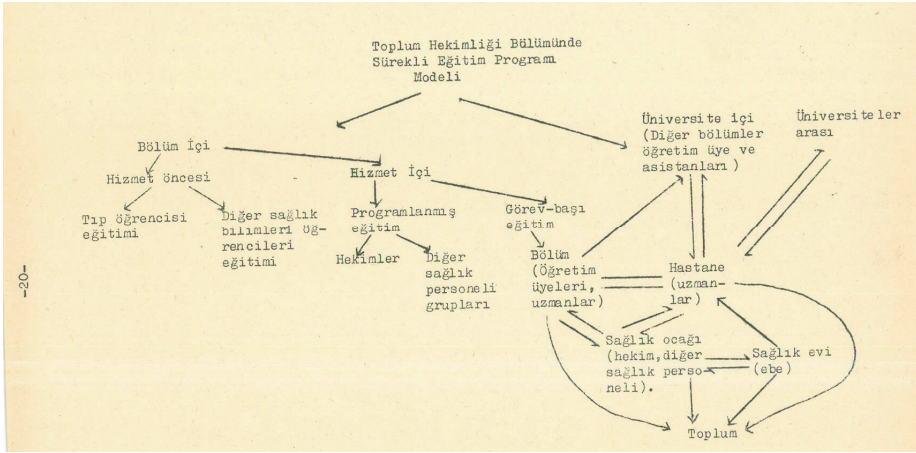 Toplum Hekimliği Bölümünde
Sürekli Eğitim Programı
Modeli
Üniversite içi
(Diğer bölümler
öğretim üye ve
asistanları)
Üniversiteler
arası
Bölüm İçi
Hizmet öncesi
Hizmet İçi
Tıp öğrencisi
eğitimi
Diğer sağlık
bilimleri öğ-
rencileri
eğitimi
Programlanmış
eğitim
Görev-başı
eğitim
Hekimler
Diğer
sağlık
personeli
grupları
Bölüm
(Öğretim
üyeleri,
uzmanlar)
Hastane
(uzman-
lar)
Sağlık ocağı
(hekim,diğer
sağlık perso
neli).
Sağlık evi
(ebe)
Toplum
-20-